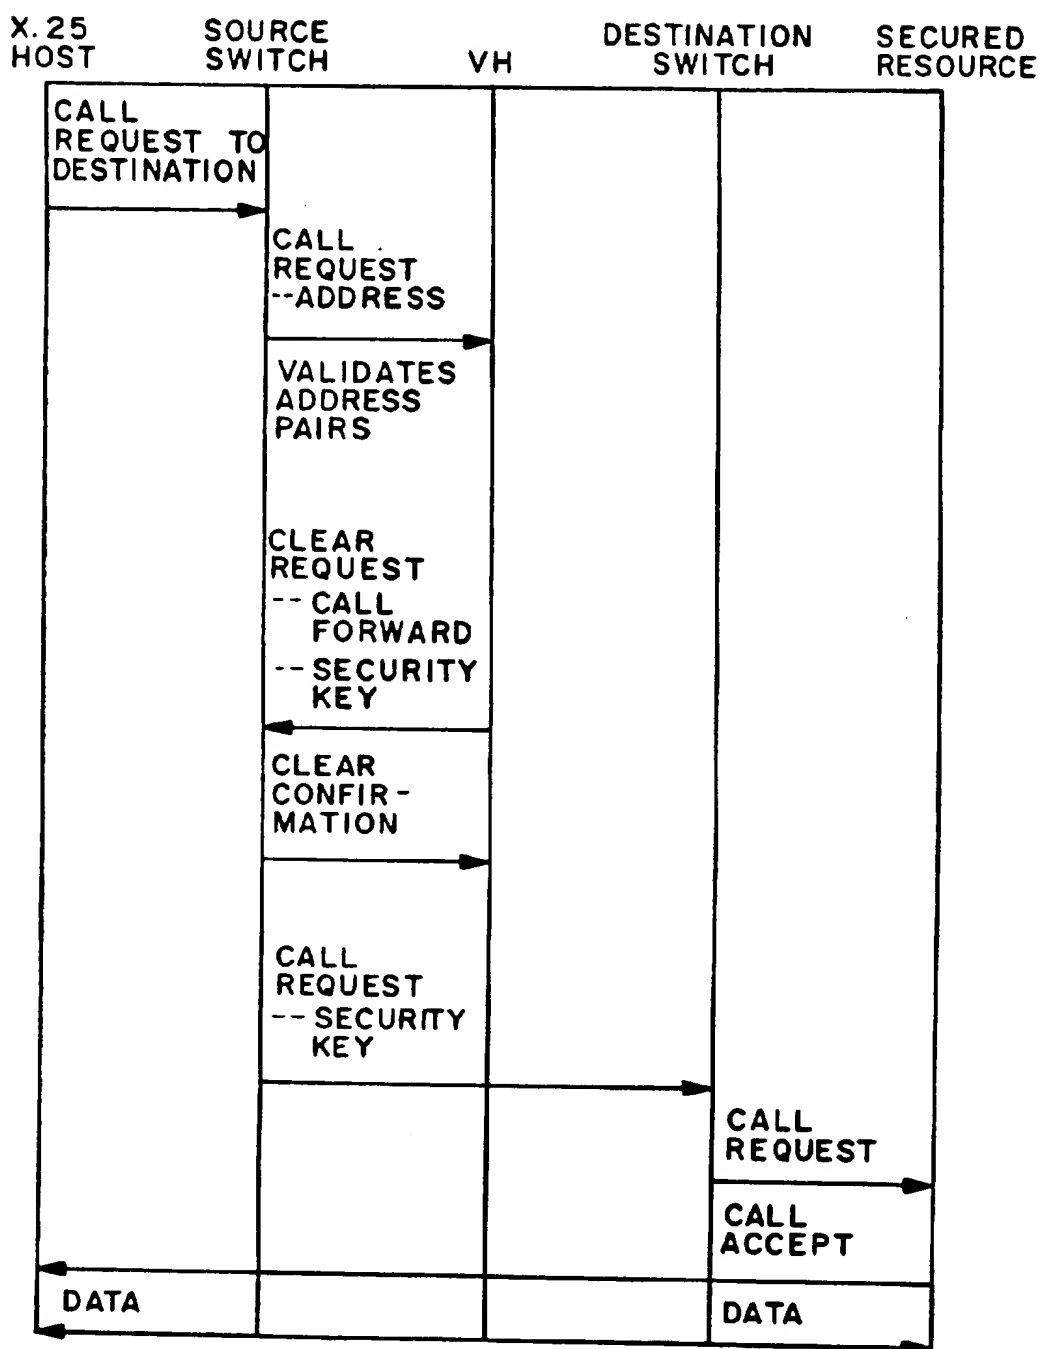 X.25
HOST
SOURCE
SWITCH
VH
DESTINATION
SWITCH
SECURED
RESOURCE
CALL
REQUEST TO
DESTINATION
CALL
REQUEST
--ADDRESS
VALIDATES
ADDRESS
PAIRS
CLEAR
REQUEST
-- CALL
FORWARD
-- SECURITY
KEY
CLEAR
CONFIR-
MATION
CALL
REQUEST
-- SECURITY
KEY
CALL
REQUEST
CALL
ACCEPT
DATA
DATA